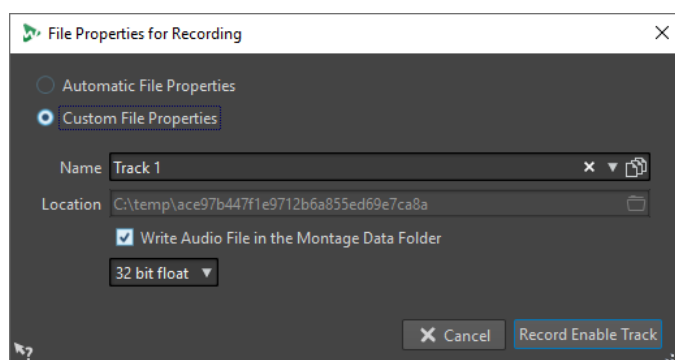 File Properties for Recording
Automatic File Properties
Custom File Properties
Name Track 1
Location C:\temp\ace97b447f1e9712b6a855ed69e7ca8a
Write Audio File in the Montage Data Folder
32 bit float
Cancel Record Enable Track